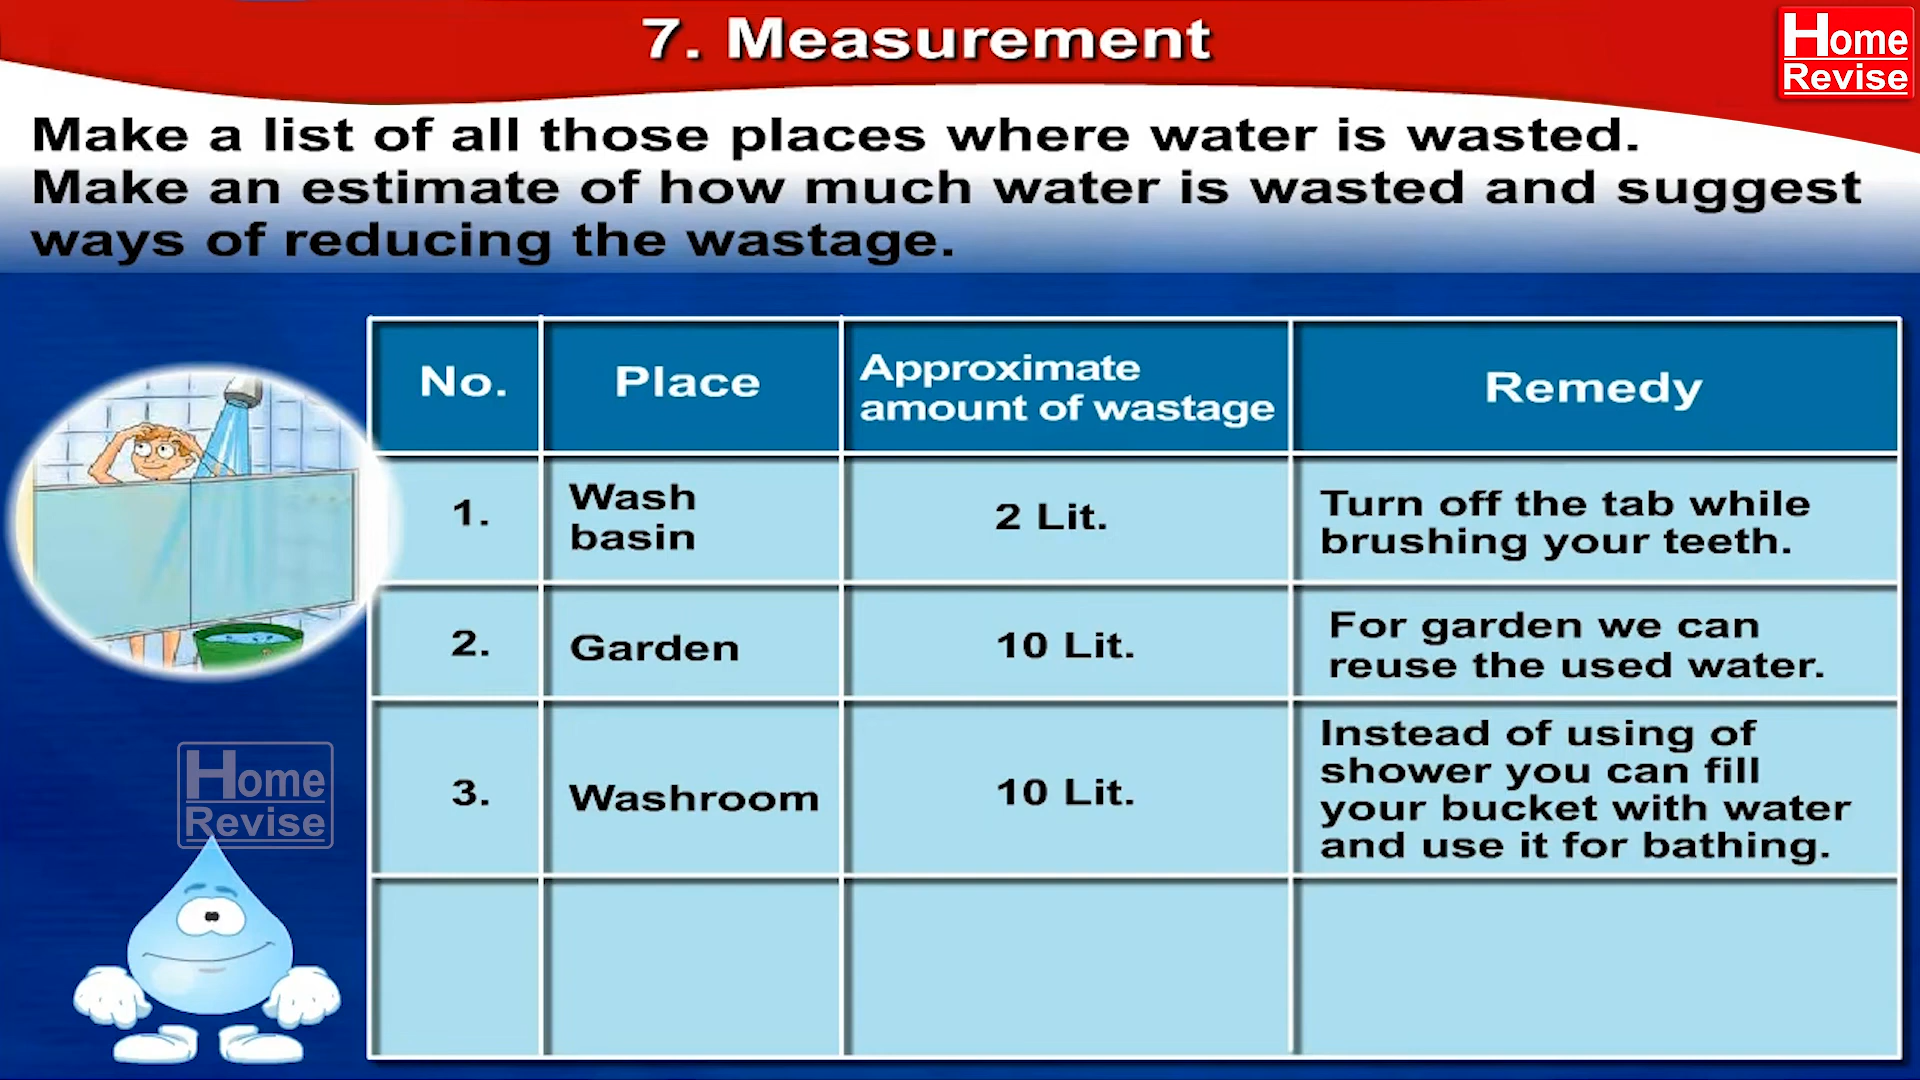 7. Measurement
Home
Revise
Make a list of all those places where water is wasted.
Make an estimate of how much water is wasted and suggest
ways of reducing the wastage.
No.
Place
Approximate
amount of wastage
Remedy
1.
Wash
basin
2 Lit.
Turn off the tab while
brushing your teeth.
2.
Garden
10 Lit.
For garden we can
reuse the used water.
3.
Washroom
10 Lit.
Instead of using of
shower you can fill
your bucket with water
and use it for bathing.
Home
Revise